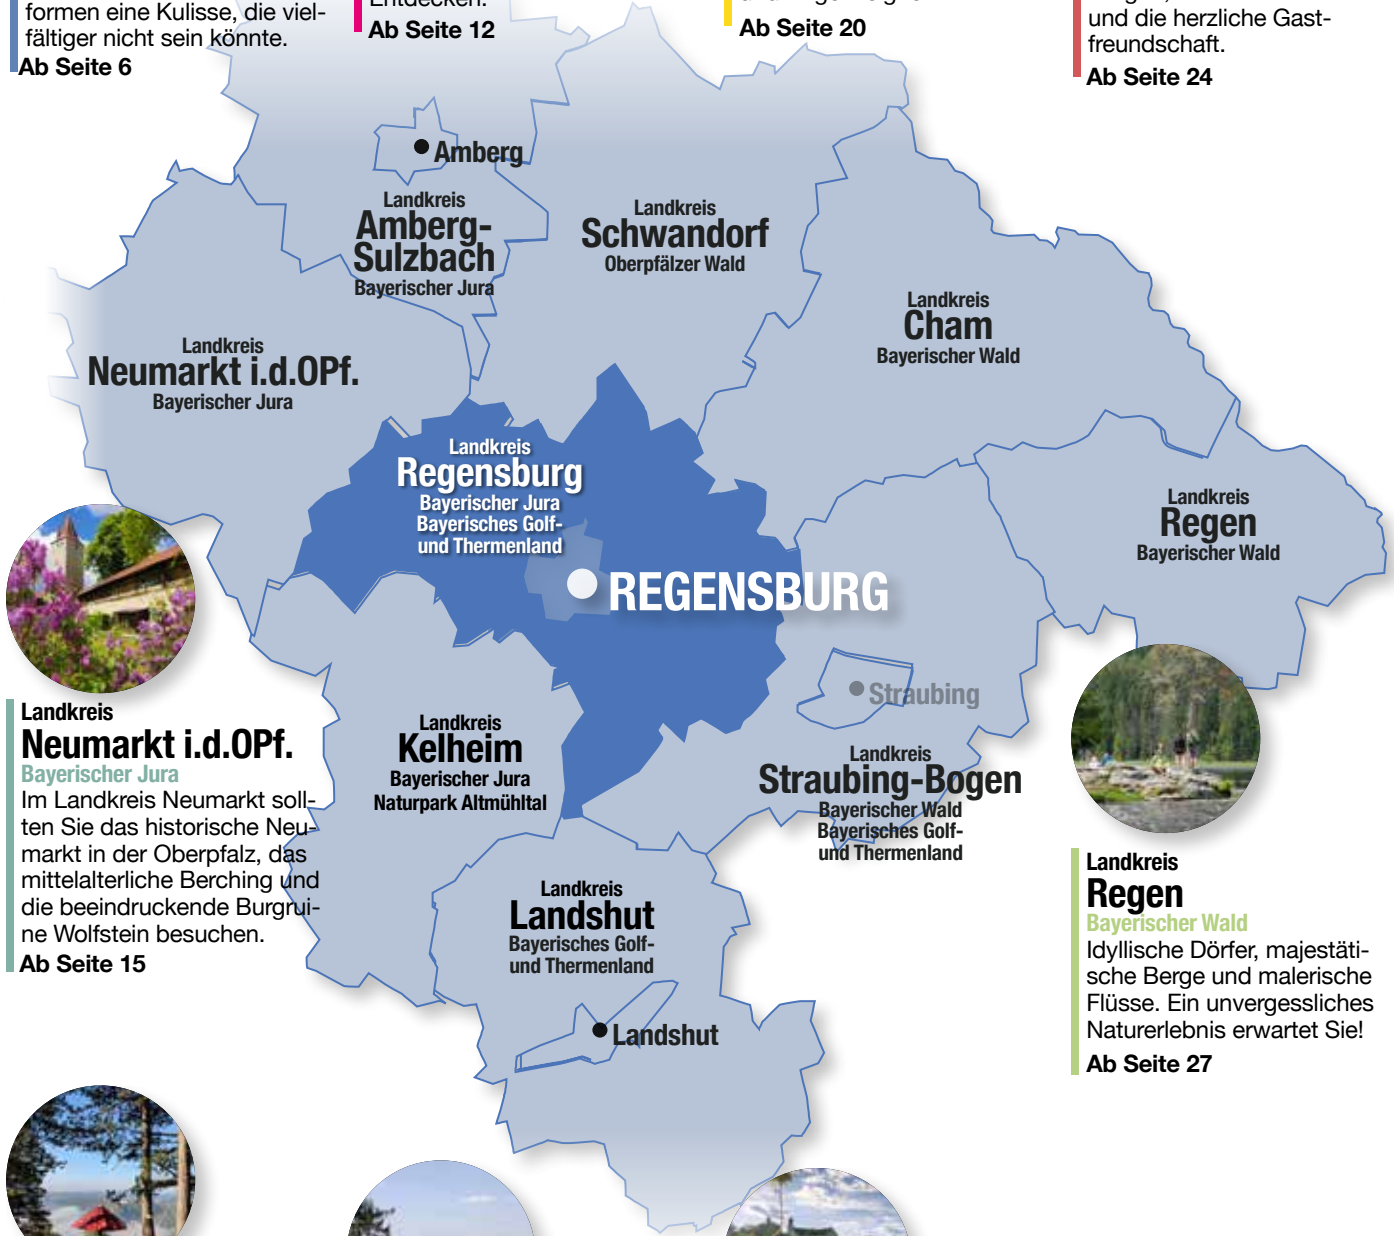 formen eine Kulisse, die viel-
fältiger nicht sein könnte.
Ab Seite 6
Entdecken.
Ab Seite 12
Ab Seite 20
und die herzliche Gast-
freundschaft.
Ab Seite 24
Amberg
Landkreis
Amberg-
Sulzbach
Bayerischer Jura
Landkreis
Schwandorf
Oberpfälzer Wald
Landkreis
Cham
Bayerischer Wald
Landkreis
Neumarkt i.d.OPf.
Bayerischer Jura
Landkreis
Regensburg
Bayerischer Jura
Bayerisches Golf-
und Thermenland
REGENSBURG
Landkreis
Regen
Bayerischer Wald
Straubing
Landkreis
Straubing-Bogen
Bayerischer Wald
Bayerisches Golf-
und Thermenland
Landkreis
Kelheim
Bayerischer Jura
Naturpark Altmühltal
Landkreis
Landshut
Bayerisches Golf-
und Thermenland
Landshut
Landkreis
Neumarkt i.d.OPf.
Bayerischer Jura
Im Landkreis Neumarkt soll-
ten Sie das historische Neu-
markt in der Oberpfalz, das
mittelalterliche Berching und
die beeindruckende Burgrui-
ne Wolfstein besuchen.
Ab Seite 15
Landkreis
Regen
Bayerischer Wald
Idyllische Dörfer, majestäti-
sche Berge und malerische
Flüsse. Ein unvergessliches
Naturerlebnis erwartet Sie!
Ab Seite 27